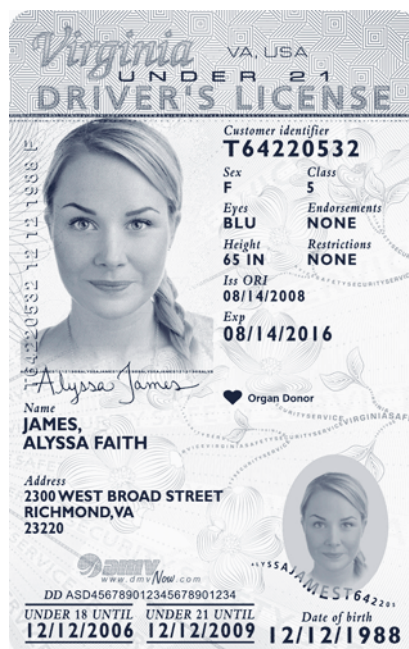 Virginia VA, USA
UNDER 21
DRIVER'S LICENSE
Customer identifier
T64220532
Sex Class
F 5
Eyes Endorsements
BLU NONE
Height Restrictions
65 IN NONE
Iss ORI
08/14/2008
Exp
08/14/2016
T64220532 12 12 1988 F
Alyssa James
Organ Donor
Name
JAMES,
ALYSSA FAITH
Address
2300 WEST BROAD STREET
RICHMOND,VA
23220
dmv
www.dmvNow.com
DD ASD456789012345678901234
UNDER 18 UNTIL UNDER 21 UNTIL
12/12/2006 12/12/2009
Date of birth
12/12/1988